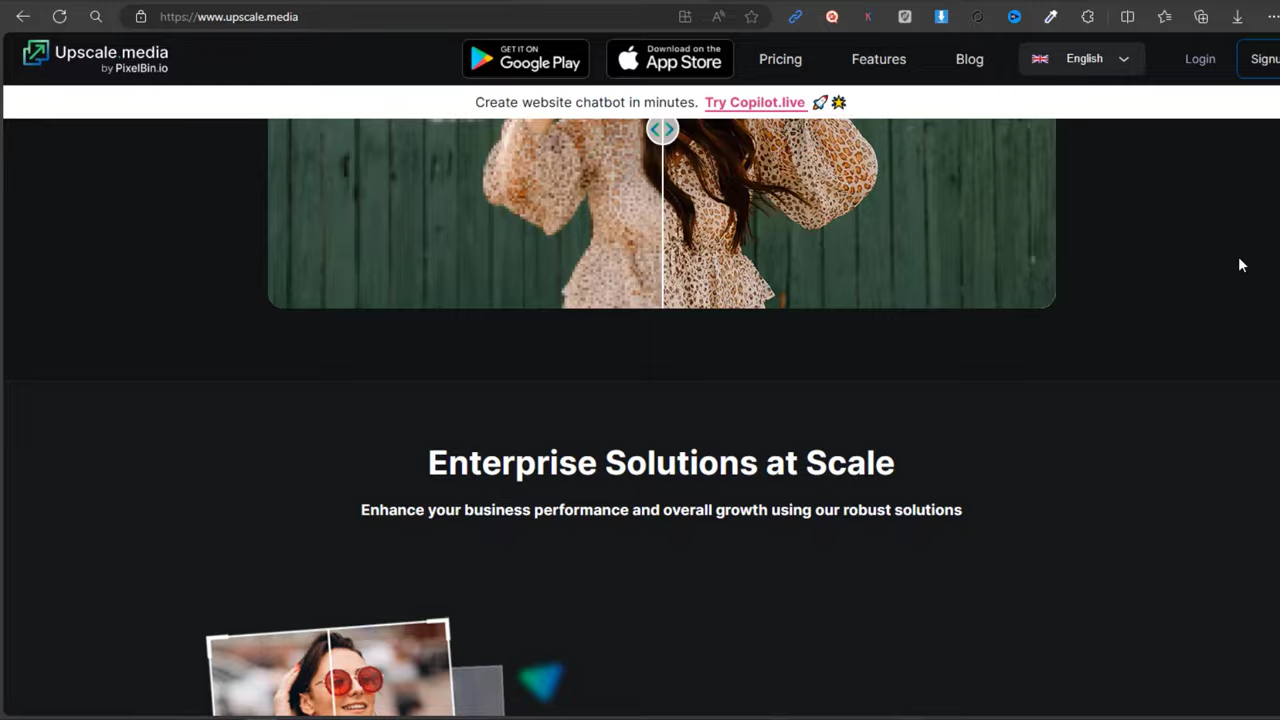 https://www.upscale.media
Upscale.media
by PixelBin.io
GET IT ON
Google Play
Download on the
App Store
Pricing
Features
Blog
English
Login
Create website chatbot in minutes. Try Copilot.live
Enterprise Solutions at Scale
Enhance your business performance and overall growth using our robust solutions